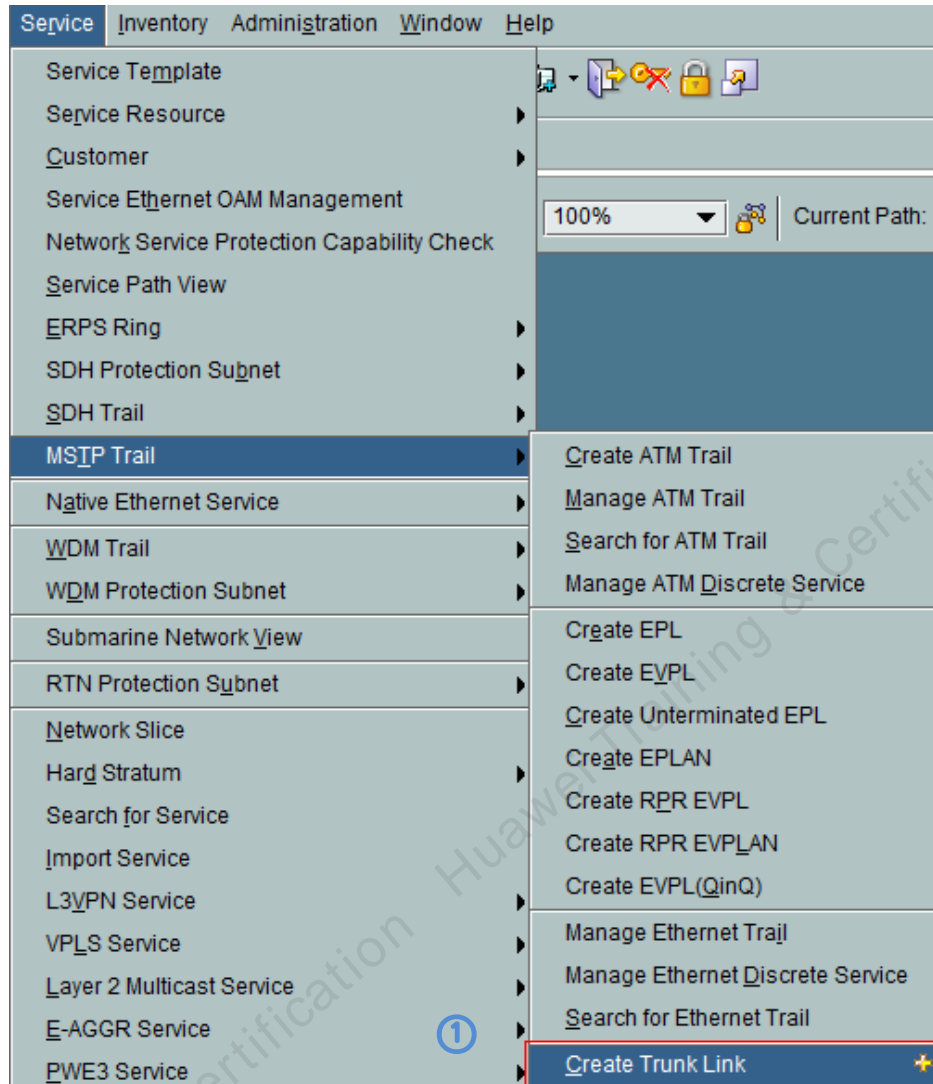 Service Inventory Administration Window Help
Service Template
Service Resource
Customer
Service Ethernet OAM Management
Network Service Protection Capability Check
Service Path View
ERPS Ring
SDH Protection Subnet
SDH Trail
MSTP Trail
Native Ethernet Service
WDM Trail
WDM Protection Subnet
Submarine Network View
RTN Protection Subnet
Network Slice
Hard Stratum
Search for Service
Import Service
L3VPN Service
VPLS Service
Layer 2 Multicast Service
E-AGGR Service
PWE3 Service
100% Current Path:
Create ATM Trail
Manage ATM Trail
Search for ATM Trail
Manage ATM Discrete Service
Create EPL
Create EVPL
Create Unterminated EPL
Create EPLAN
Create RPR EVPL
Create RPR EVPLAN
Create EVPL(QinQ)
Manage Ethernet Trail
Manage Ethernet Discrete Service
Search for Ethernet Trail
Create Trunk Link
1
Huawei Training &